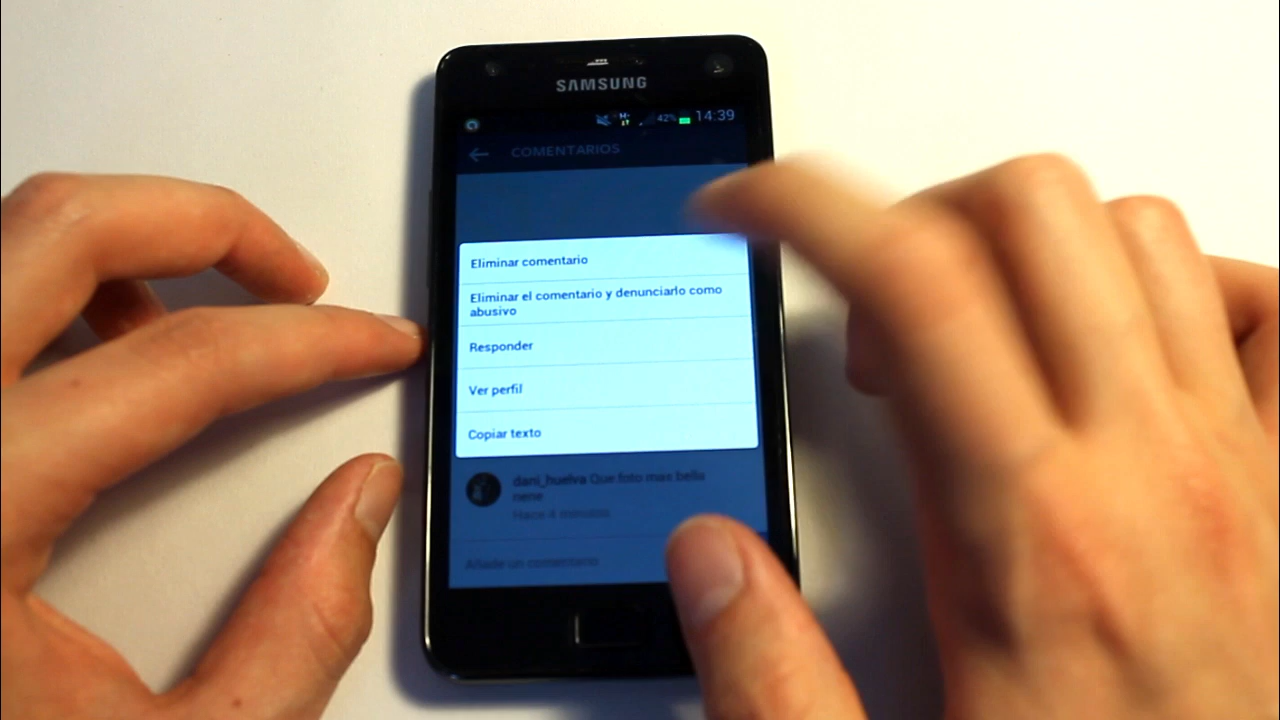 SAMSUNG
42% 14:39
COMENTARIOS
Eliminar comentario
Eliminar el comentario y denunciarlo como
abusivo
Responder
Ver perfil
Copiar texto
dani_huelva Que foto mas bella
nene
Hace 4 minutos
Añade un comentario